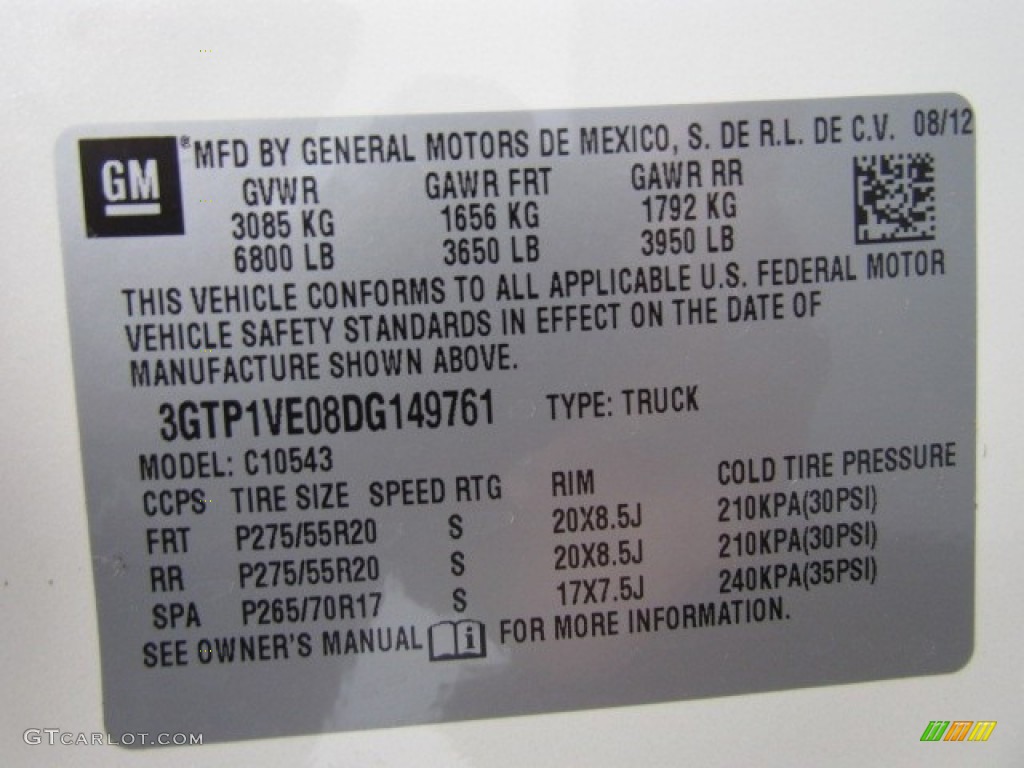 GM ® MFD BY GENERAL MOTORS DE MEXICO, S. DE R.L. DE C.V. 08/12
GVWR GAWR FRT GAWR RR
3085 KG 1656 KG 1792 KG
6800 LB 3650 LB 3950 LB
THIS VEHICLE CONFORMS TO ALL APPLICABLE U.S. FEDERAL MOTOR
VEHICLE SAFETY STANDARDS IN EFFECT ON THE DATE OF
MANUFACTURE SHOWN ABOVE.
3GTP1VE08DG149761 TYPE: TRUCK
MODEL: C10543
CCPS TIRE SIZE SPEED RTG RIM COLD TIRE PRESSURE
FRT P275/55R20 S 20X8.5J 210KPA(30PSI)
RR P275/55R20 S 20X8.5J 210KPA(30PSI)
SPA P265/70R17 S 17X7.5J 240KPA(35PSI)
SEE OWNER'S MANUAL i FOR MORE INFORMATION.
GTCARLOT.COM